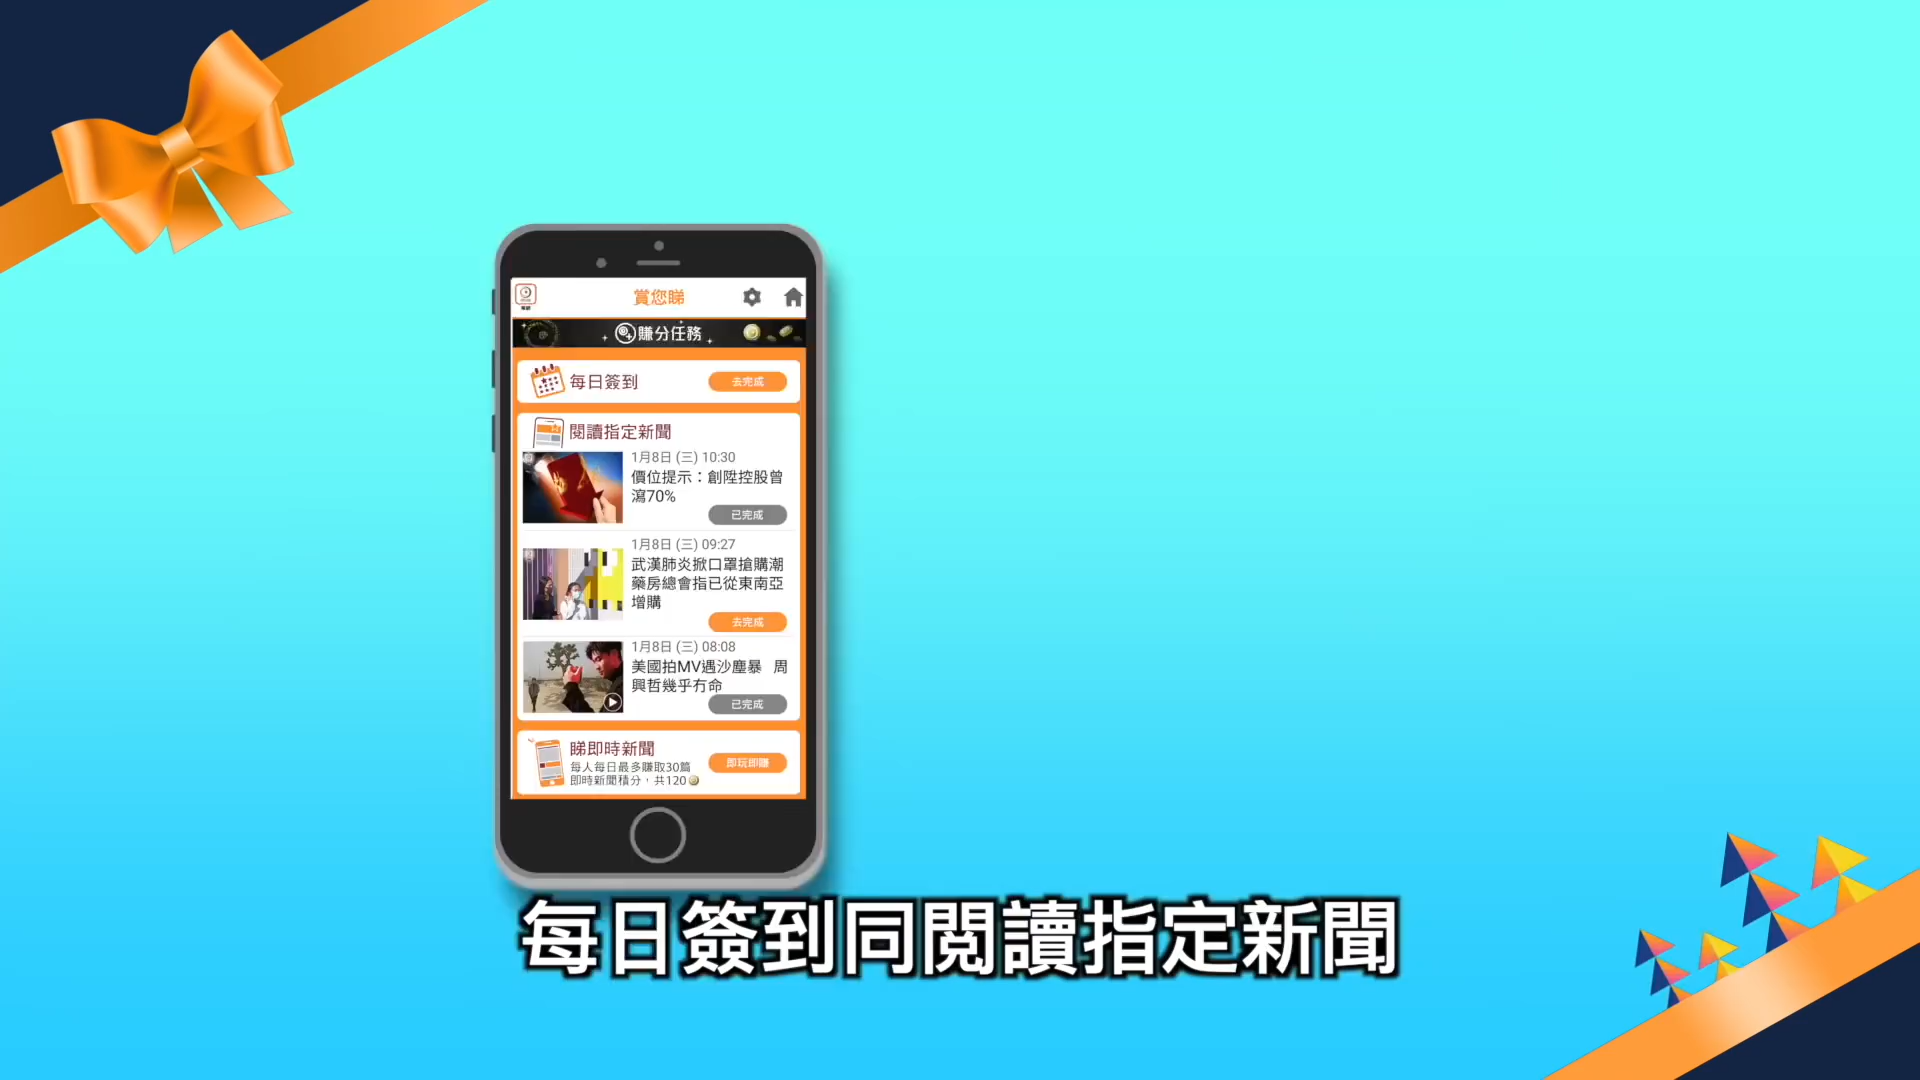 賞您睇
賺分任務
每日簽到
去完成
閱讀指定新聞
1月8日 (三) 10:30
價位提示：創陞控股曾
瀉70%
已完成
1月8日 (三) 09:27
武漢肺炎掀口罩搶購潮
藥房總會指已從東南亞
增購
去完成
1月8日 (三) 08:08
美國拍MV遇沙塵暴 周
興哲幾乎冇命
已完成
睇即時新聞
每人每日最多賺取30篇
即時新聞積分，共120
即玩即賺
每日簽到同閱讀指定新聞